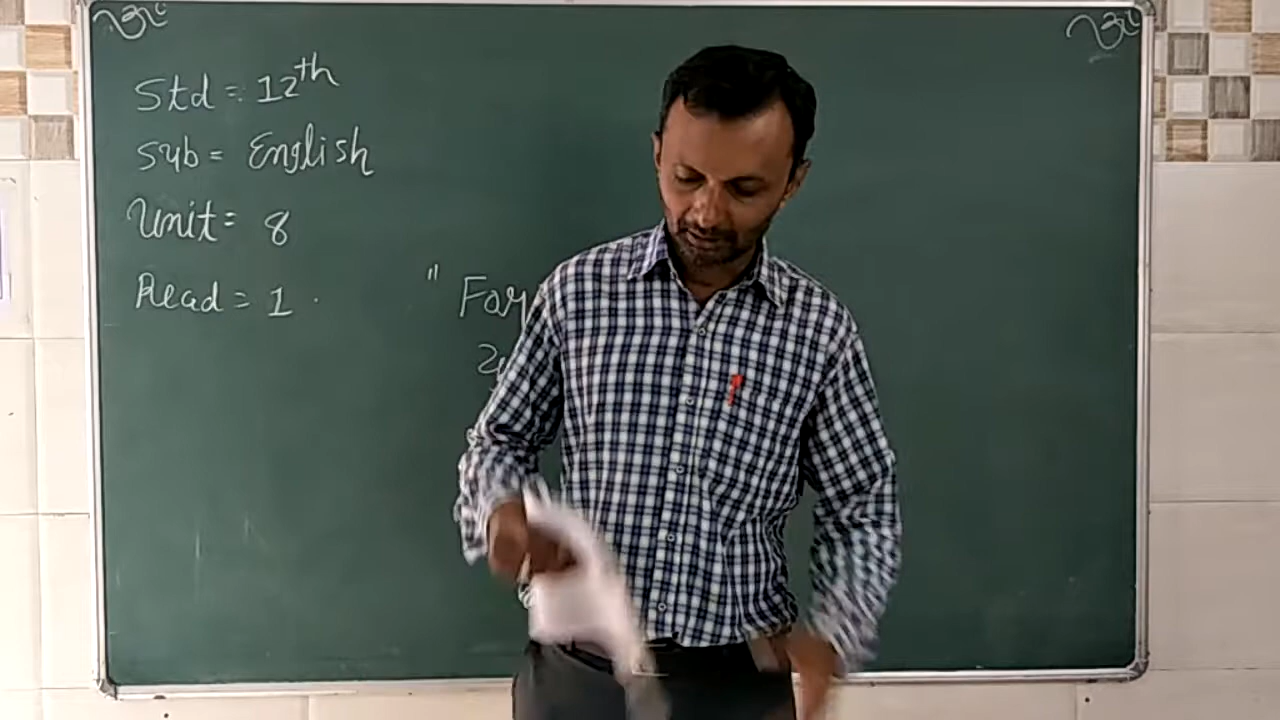 Std = 12th
Sub = English
Unit = 8
Read = 1 .
"